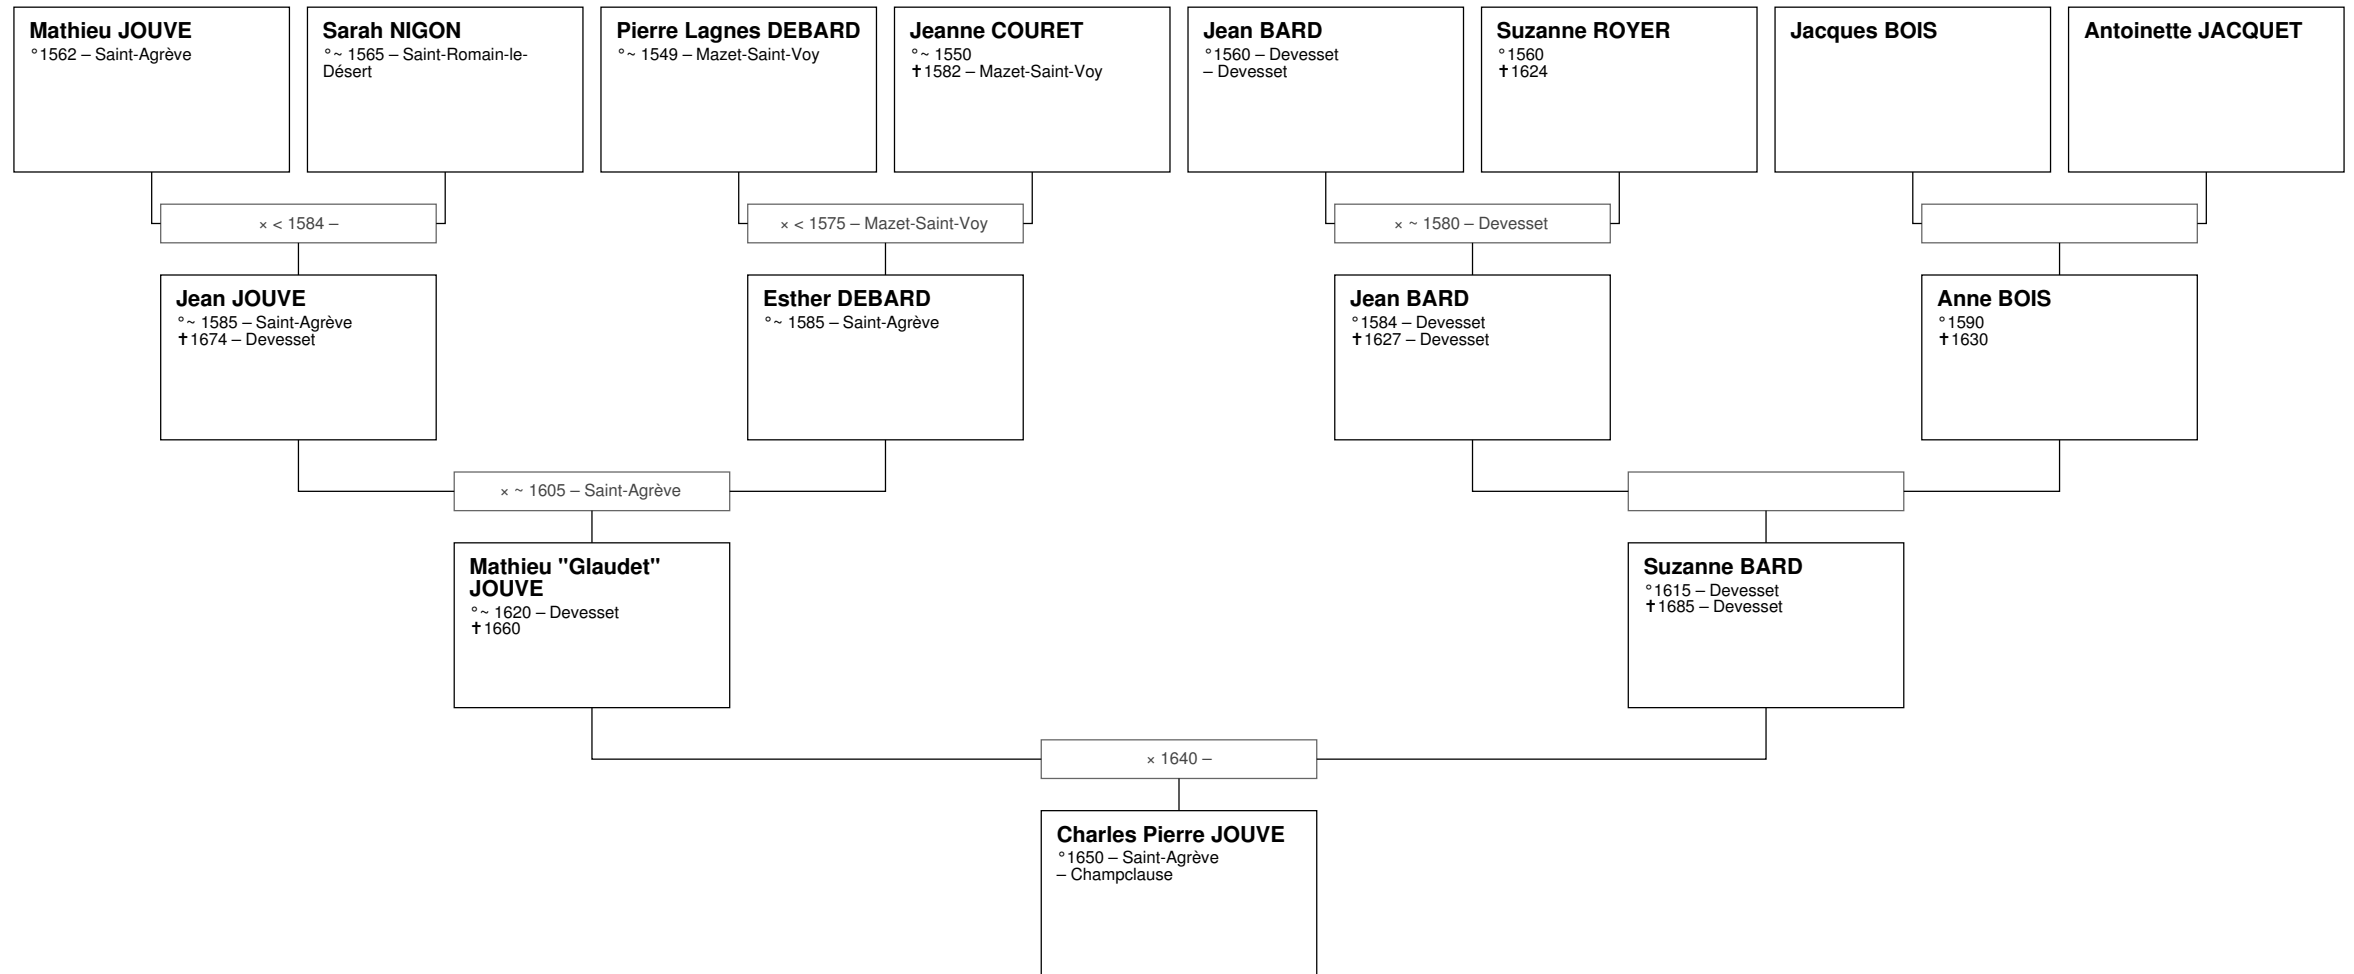 Mathieu JOUVE
°1562 – Saint-Agrève
Sarah NIGON
°~ 1565 – Saint-Romain-le-
Désert
Pierre Lagnes DEBARD
°~ 1549 – Mazet-Saint-Voy
Jeanne COURET
°~ 1550
✝1582 – Mazet-Saint-Voy
Jean BARD
°1560 – Devesset
– Devesset
Suzanne ROYER
°1560
✝1624
Jacques BOIS
Antoinette JACQUET
× < 1584 –
× < 1575 – Mazet-Saint-Voy
× ~ 1580 – Devesset
Jean JOUVE
°~ 1585 – Saint-Agrève
✝1674 – Devesset
Esther DEBARD
°~ 1585 – Saint-Agrève
Jean BARD
°1584 – Devesset
✝1627 – Devesset
Anne BOIS
°1590
✝1630
× ~ 1605 – Saint-Agrève
Mathieu "Glaudet"
JOUVE
°~ 1620 – Devesset
✝1660
Suzanne BARD
°1615 – Devesset
✝1685 – Devesset
× 1640 –
Charles Pierre JOUVE
°1650 – Saint-Agrève
– Champclause